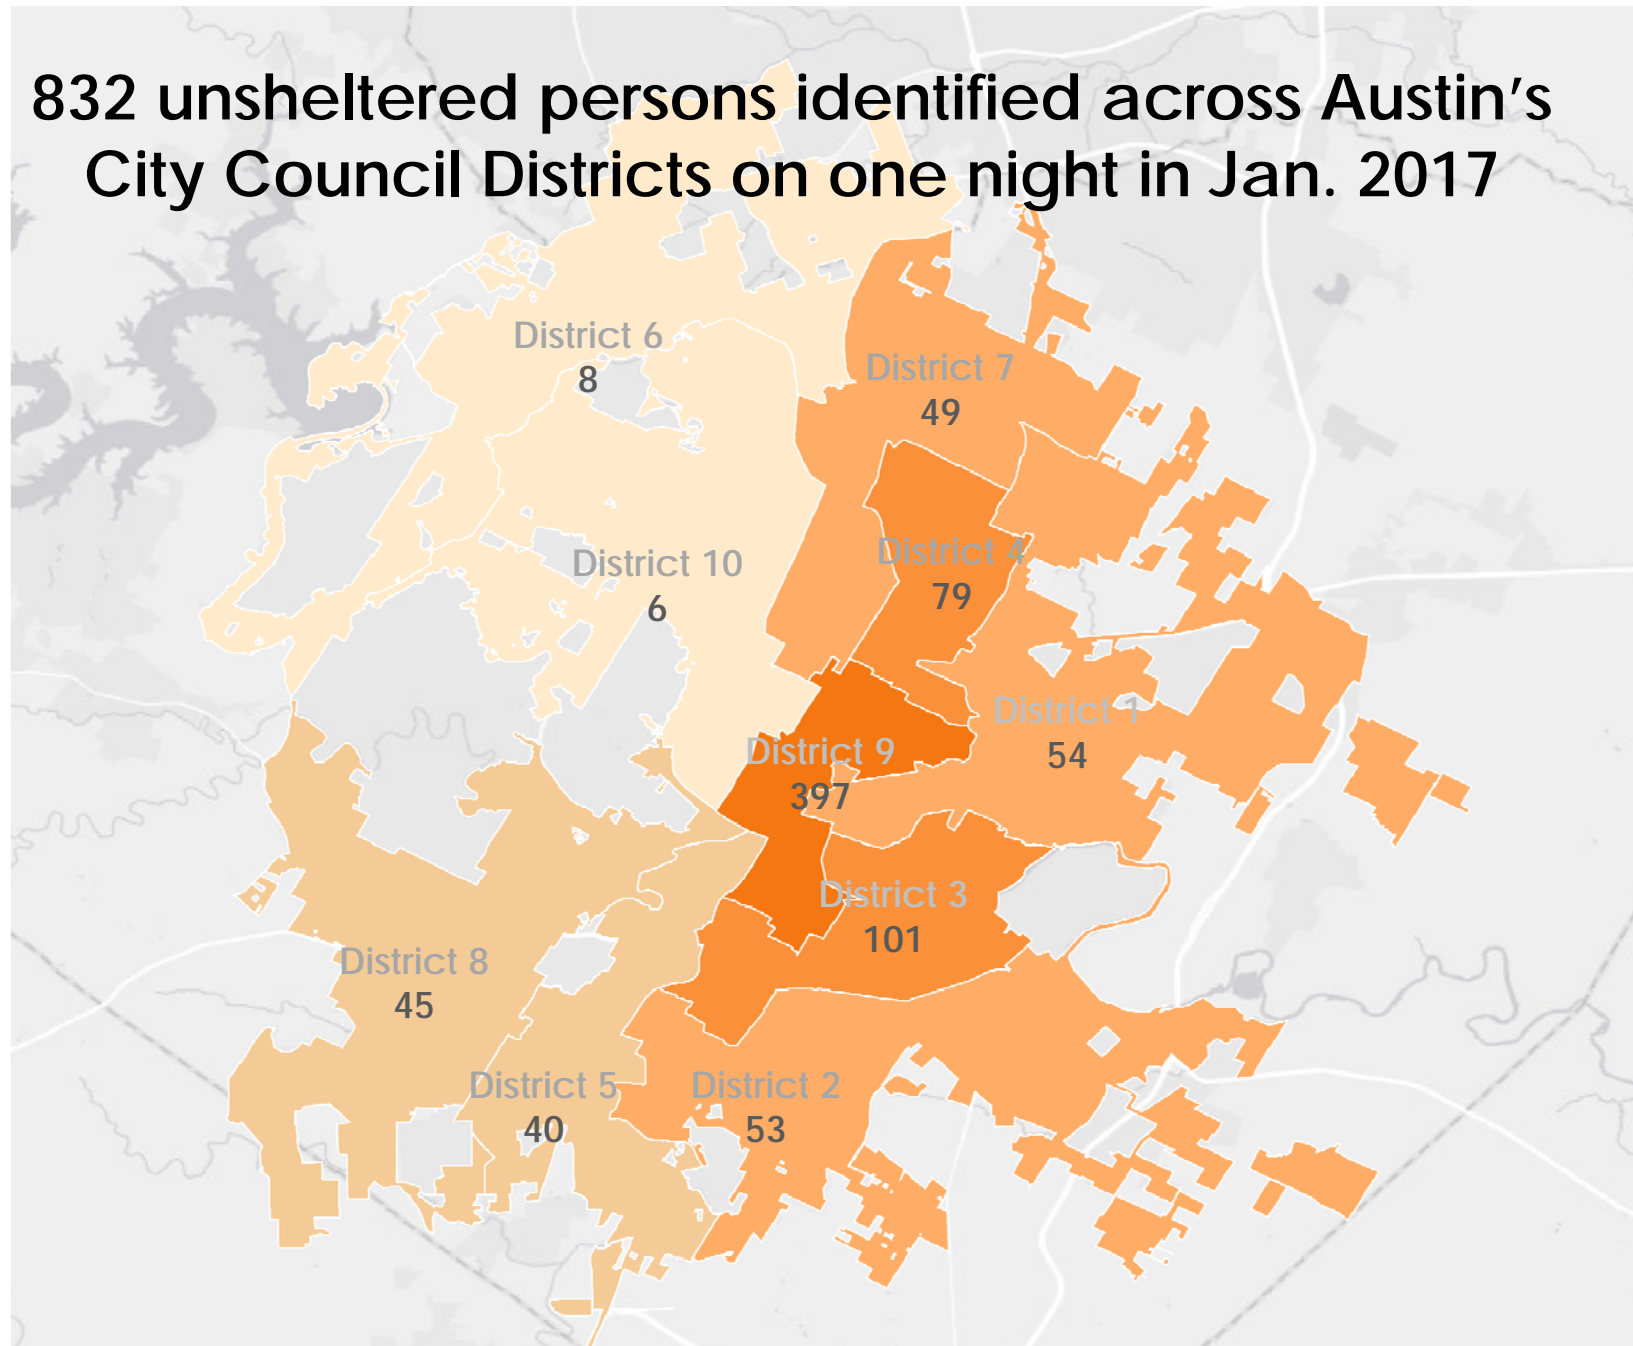 832 unsheltered persons identified across Austin’s
City Council Districts on one night in Jan. 2017
District 6
8
District 7
49
District 10
6
District 4
79
District 1
54
District 9
397
District 3
101
District 8
45
District 5
40
District 2
53